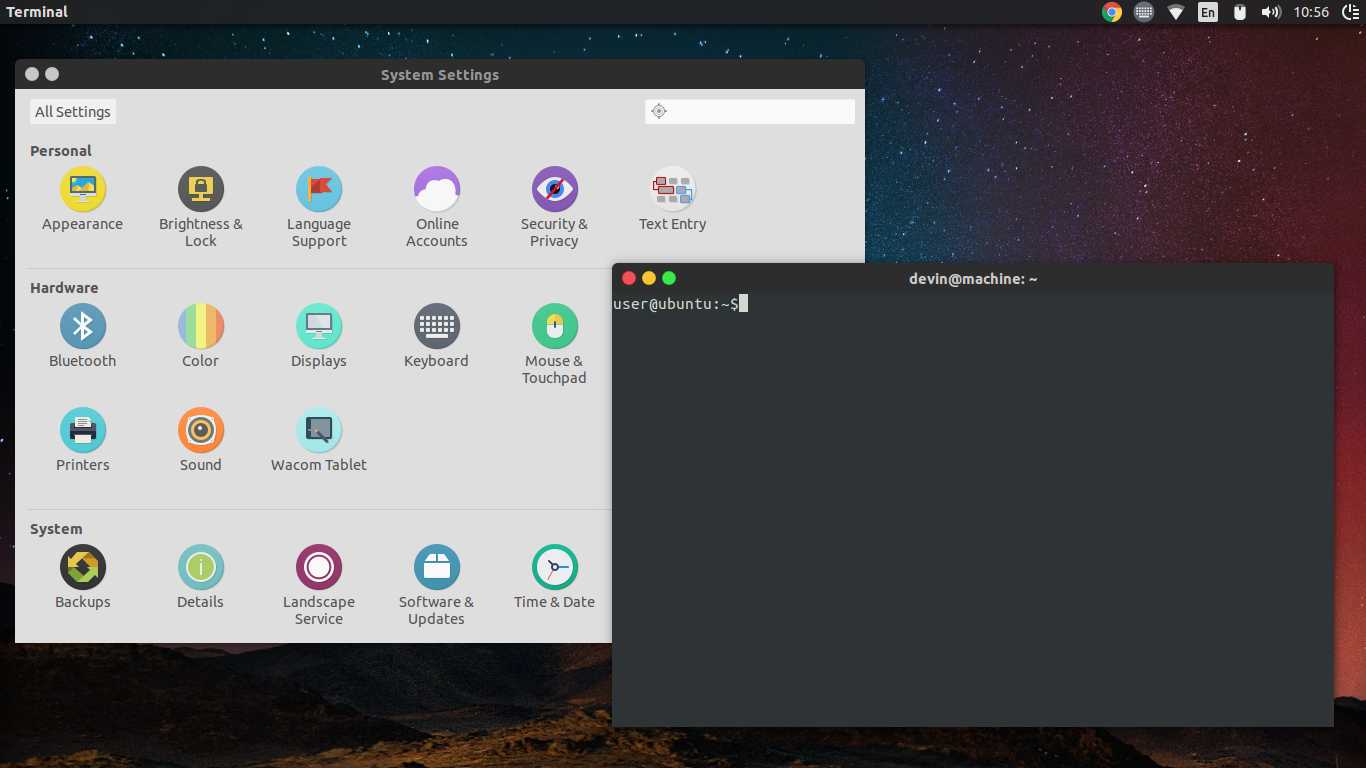 Terminal
En
10:56
System Settings
All Settings
Personal
Appearance
Brightness &
Lock
Language
Support
Online
Accounts
Security &
Privacy
Text Entry
Hardware
Bluetooth
Color
Displays
Keyboard
Mouse &
Touchpad
Printers
Sound
Wacom Tablet
System
Backups
Details
Landscape
Service
Software &
Updates
Time & Date
devin@machine: ~
user@ubuntu:~$